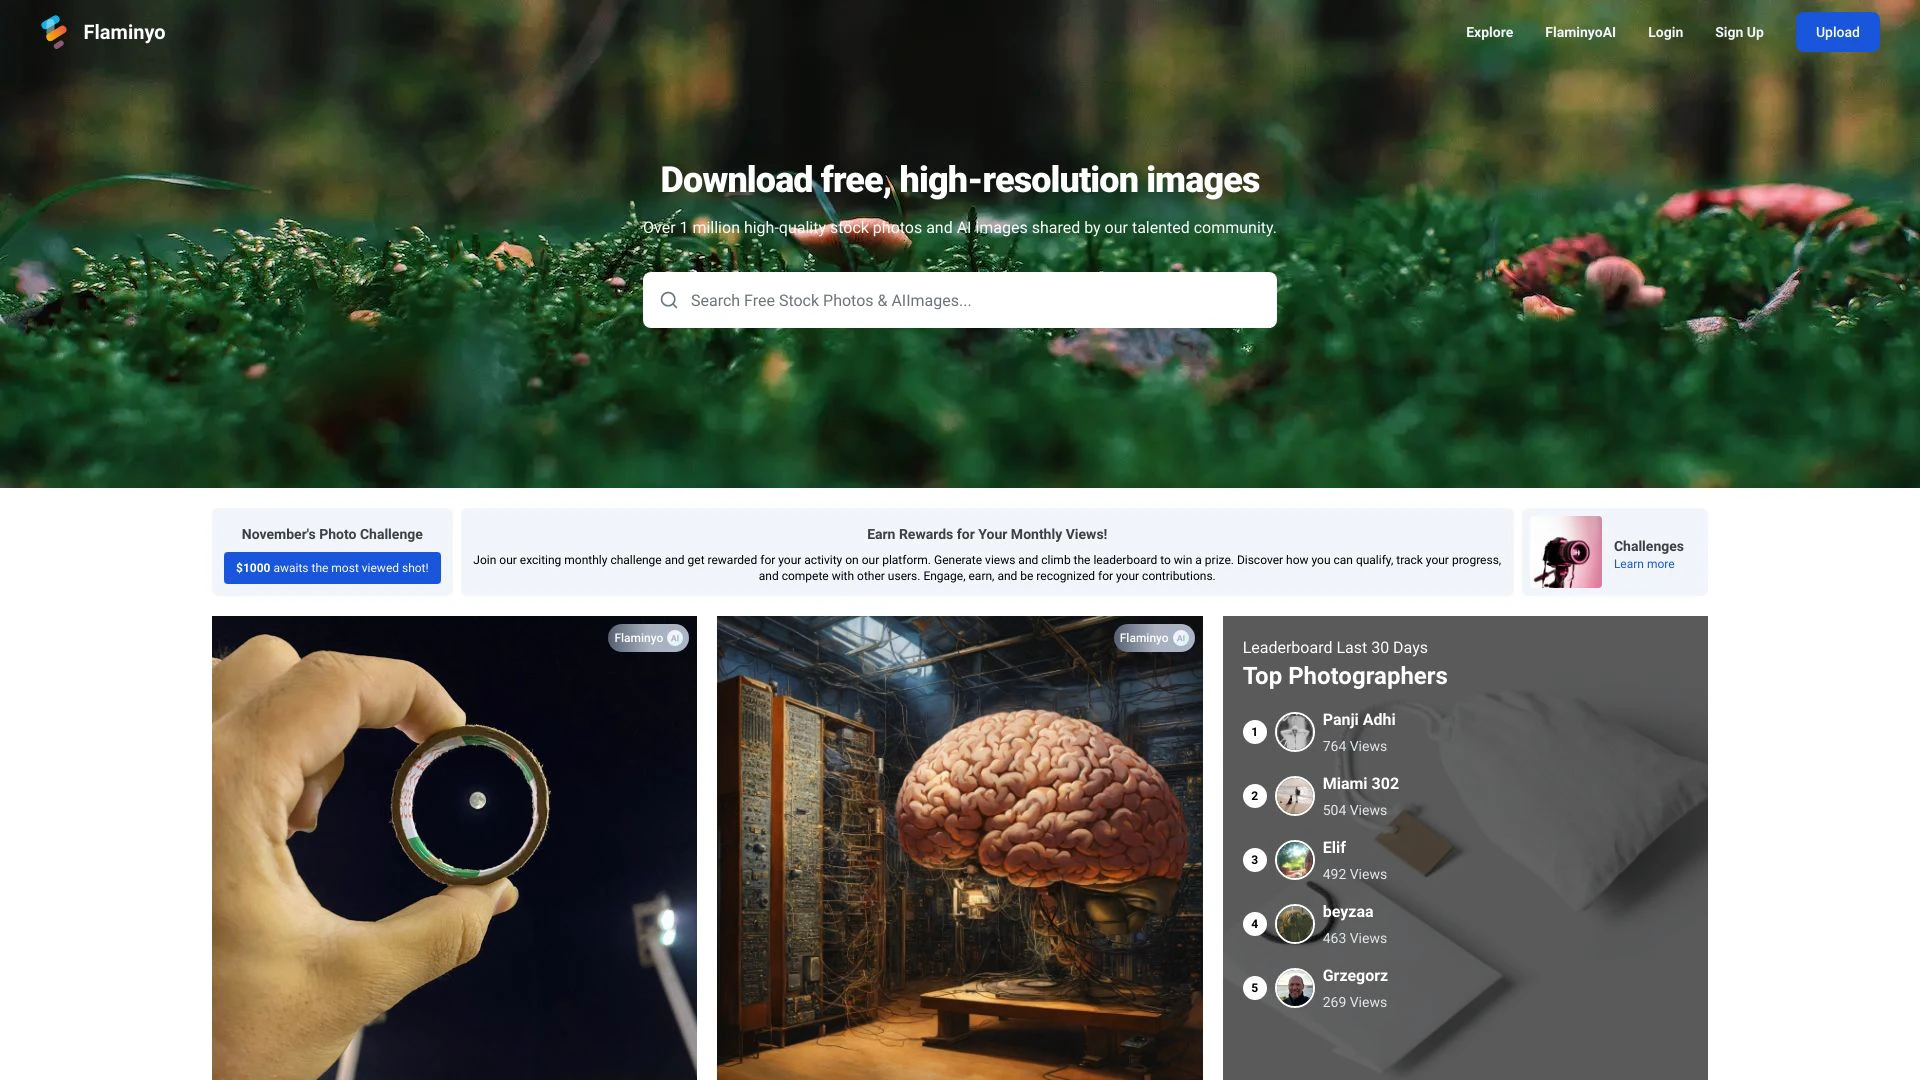 Flaminyo
Explore
FlaminyoAI
Login
Sign Up
Upload
Download free, high-resolution images
Over 1 million high-quality stock photos and AI images shared by our talented community.
Search Free Stock Photos & AIImages...
November's Photo Challenge
$1000 awaits the most viewed shot!
Earn Rewards for Your Monthly Views!
Join our exciting monthly challenge and get rewarded for your activity on our platform. Generate views and climb the leaderboard to win a prize. Discover how you can qualify, track your progress,
and compete with other users. Engage, earn, and be recognized for your contributions.
Challenges
Learn more
Flaminyo AI
Flaminyo AI
Leaderboard Last 30 Days
Top Photographers
1
Panji Adhi
764 Views
2
Miami 302
504 Views
3
Elif
492 Views
4
beyzaa
463 Views
5
Grzegorz
269 Views